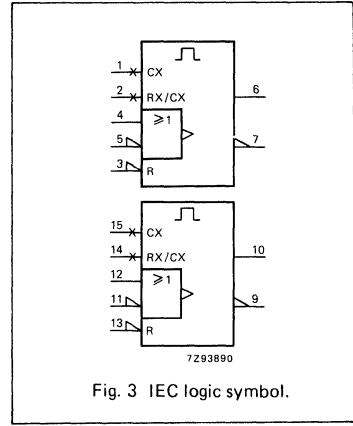 1 CX
2 RX/CX 6
4 ≥1
5 7
3 R
15 CX
14 RX/CX 10
12 ≥1
11 9
13 R
7Z93890
Fig. 3 IEC logic symbol.